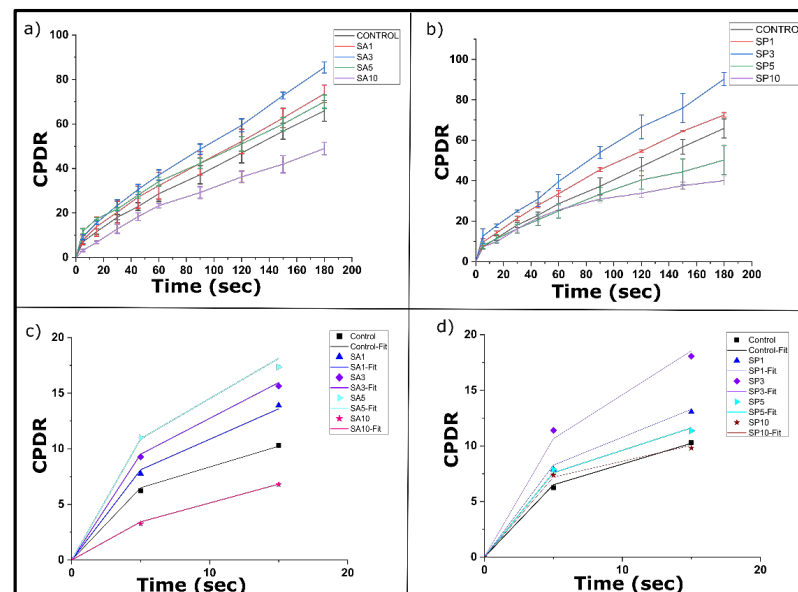 a)
CONTROL
SA1
SA3
SA5
SA10
100
80
60
40
20
0
CPDR
0 20 40 60 80 100 120 140 160 180 200
Time (sec)
b)
CONTROL
SP1
SP3
SP5
SP10
100
80
60
40
20
0
CPDR
0 20 40 60 80 100 120 140 160 180 200
Time (sec)
c)
Control
Control-Fit
SA1
SA1-Fit
SA3
SA3-Fit
SA5
SA5-Fit
SA10
SA10-Fit
20
15
10
5
0
CPDR
0 10 20
Time (sec)
d)
Control
Control-Fit
SP1
SP1-Fit
SP3
SP3-Fit
SP5
SP5-Fit
SP10
SP10-Fit
20
15
10
5
0
CPDR
0 10 20
Time (sec)